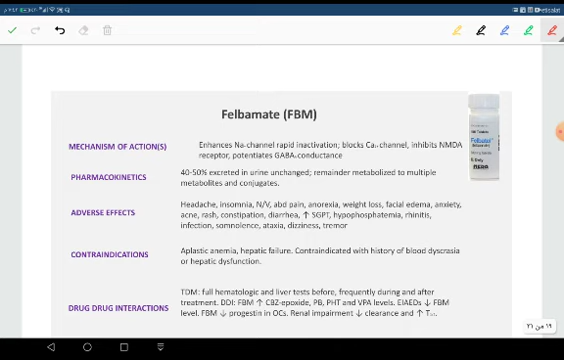 etisalat
Felbamate (FBM)
MECHANISM OF ACTION(S)
Enhances Na-channel rapid inactivation; blocks Ca channel, inhibits NMDA
receptor, potentiates GABA conductance
PHARMACOKINETICS
40-50% excreted in urine unchanged; remainder metabolized to multiple
metabolites and conjugates.
ADVERSE EFFECTS
Headache, insomnia, N/V, abd pain, anorexia, weight loss, facial edema, anxiety,
acne, rash, constipation, diarrhea, ↑ SGPT, hypophosphatemia, rhinitis,
infection, somnolence, ataxia, dizziness, tremor
CONTRAINDICATIONS
Aplastic anemia, hepatic failure. Contraindicated with history of blood dyscrasia
or hepatic dysfunction.
DRUG DRUG INTERACTIONS
TDM: full hematologic and liver tests before, frequently during and after
treatment. DDI: FBM ↑ CBZ-epoxide, PB, PHT and VPA levels. EIAEDs ↓ FBM
level. FBM ↓ progestin in OCs. Renal impairment ↓ clearance and ↑ T
١٩ من ٢٦